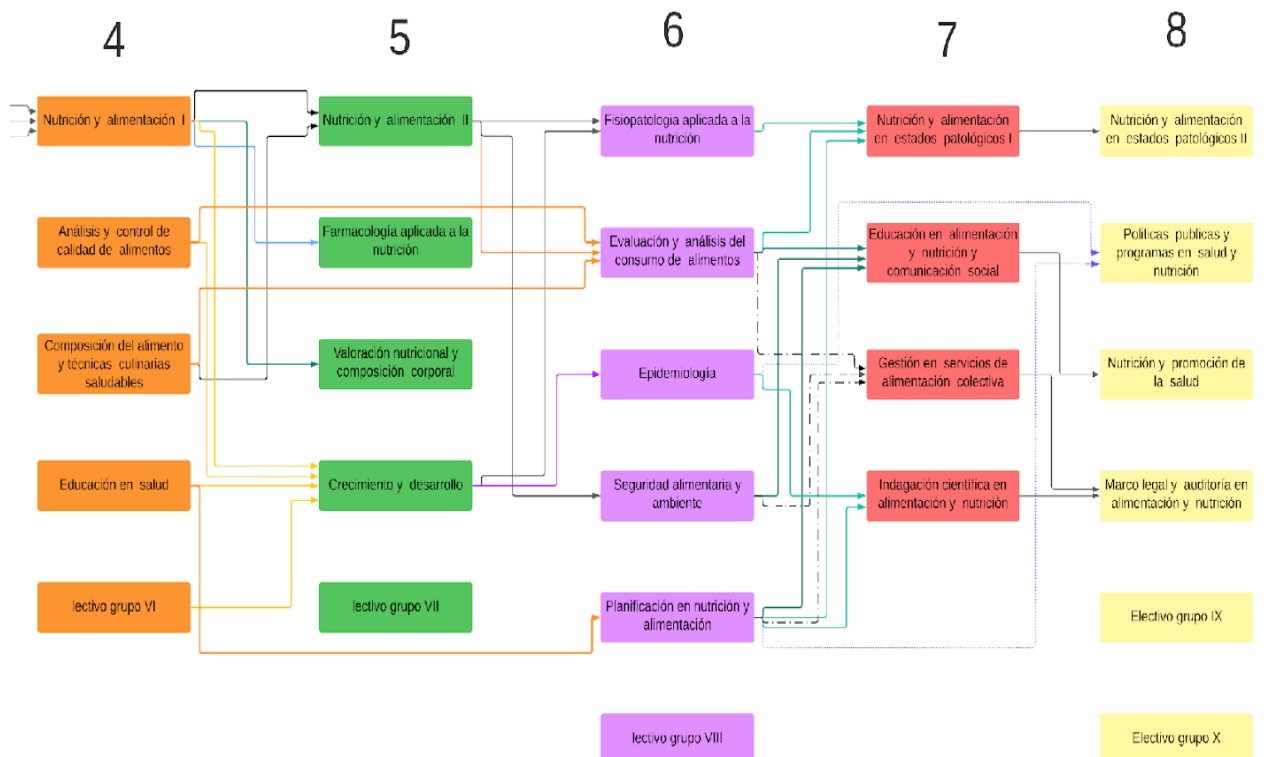 4
5
6
7
8
Nutrición y alimentación I
Nutrición y alimentación II
Fisiopatologia aplicada a la
nutrición
Nutrición y alimentación
en estados patológicos I
Nutrición y alimentación
en estados patológicos II
Análisis y control de
calidad de alimentos
Farmacología aplicada a la
nutrición
Evaluación y análisis del
consumo de alimentos
Educación en alimentación
y nutrición y
comunicación social
Politicas publicas y
programas en salud y
nutrición
Composición del alimento
y técnicas culinarias
saludables
Valoración nutricional y
composición corporal
Epidemiología
Gestión en servicios de
alimentación colectiva
Nutrición y promoción de
la salud
Educación en salud
Crecimiento y desarrollo
Seguridad alimentaria y
ambiente
Indagación científica en
alimentación y nutrición
Marco legal y auditoría en
alimentación y nutrición
lectivo grupo VI
lectivo grupo VII
Planificación en nutrición y
alimentación
Electivo grupo IX
lectivo grupo VIII
Electivo grupo X